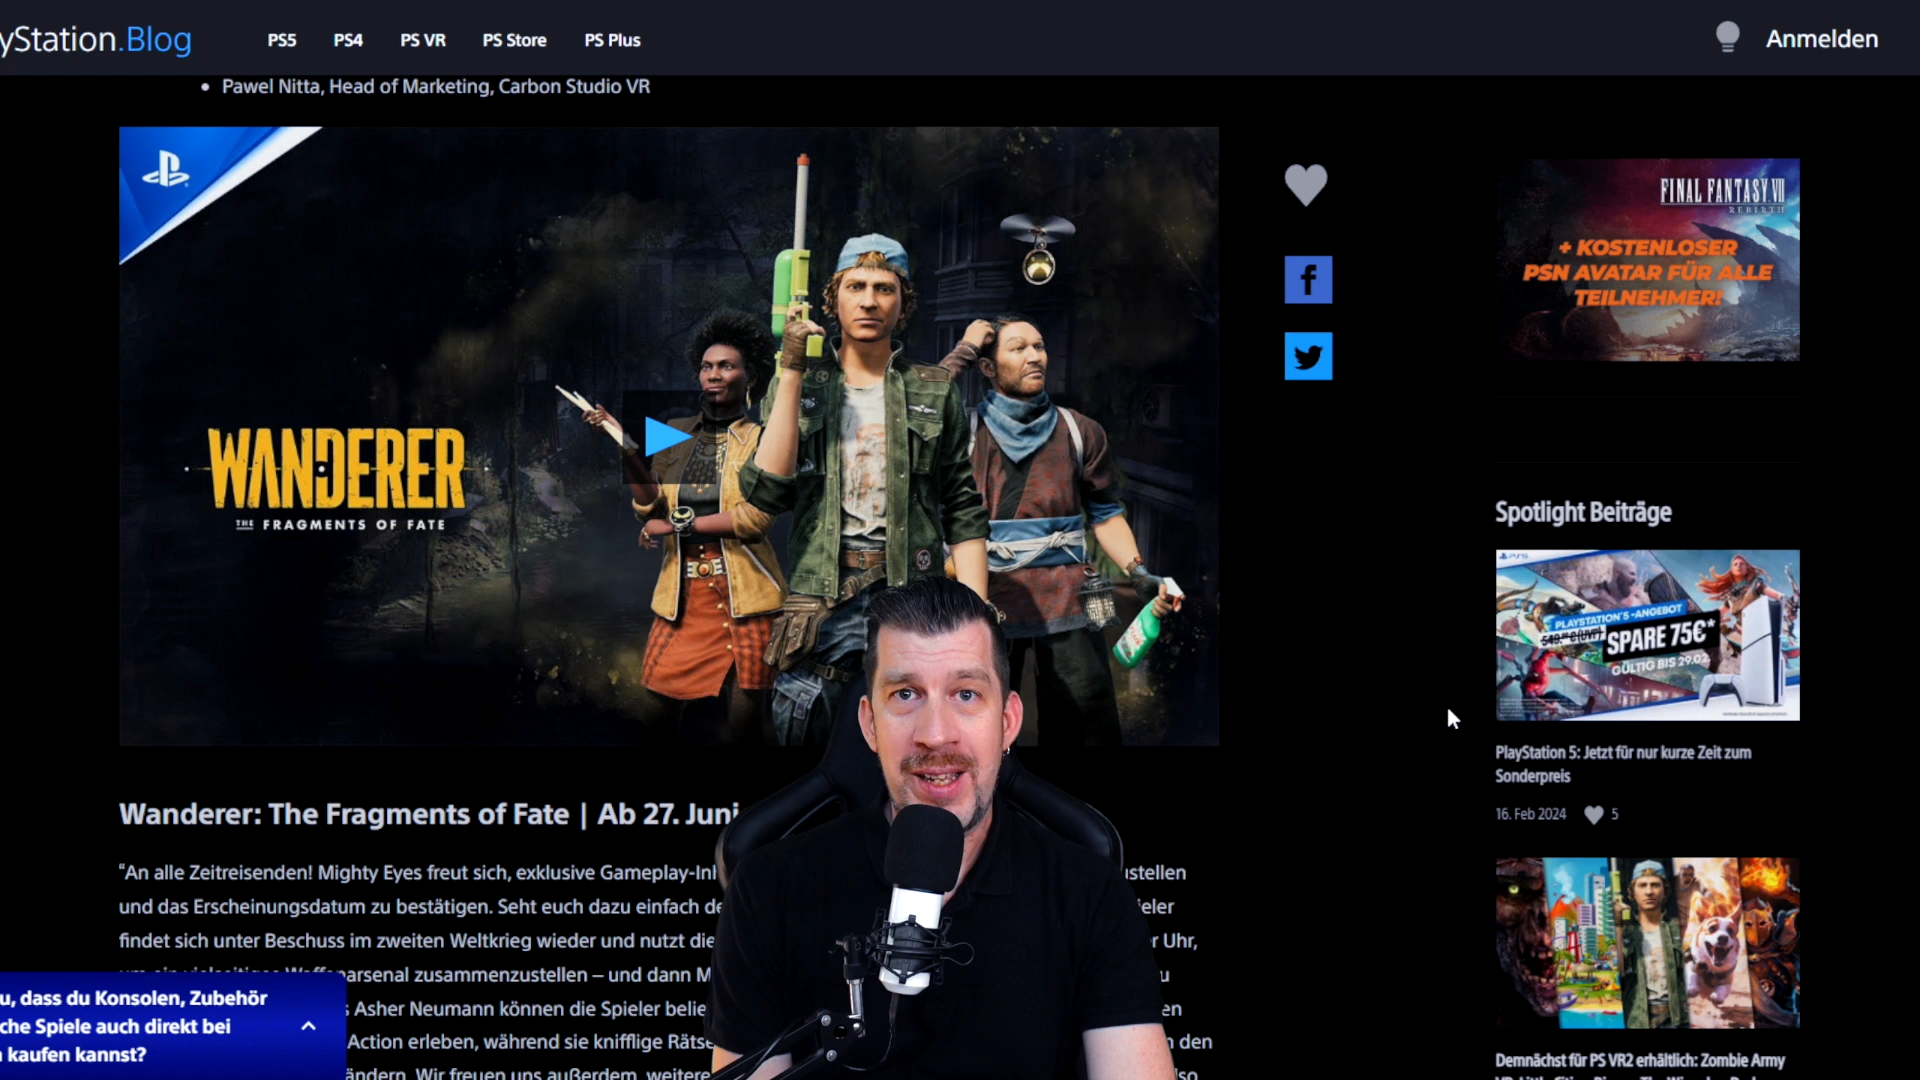 yStation.Blog
PS5 PS4 PS VR PS Store PS Plus
Anmelden
Pawel Nitta, Head of Marketing, Carbon Studio VR
WANDERER
THE FRAGMENTS OF FATE
FINAL FANTASY VII
REBIRTH
+ KOSTENLOSER
PSN AVATAR FÜR ALLE
TEILNEHMER!
Spotlight Beiträge
PS5
PLAYSTATION®5-ANGEBOT
SPARE 75€*
GÜLTIG BIS 29.02.
PlayStation 5: Jetzt für nur kurze Zeit zum
Sonderpreis
16. Feb 2024 5
Wanderer: The Fragments of Fate | Ab 27. Juni
“An alle Zeitreisenden! Mighty Eyes freut sich, exklusive Gameplay-In
und das Erscheinungsdatum zu bestätigen. Seht euch dazu einfach de
findet sich unter Beschuss im zweiten Weltkrieg wieder und nutzt die r Uhr,
arsenal zusammenzustellen – und dann M
Asher Neumann können die Spieler belie
Action erleben, während sie knifflige Rätse den
ändern. Wir freuen uns außerdem, weitere
u, dass du Konsolen, Zubehör
che Spiele auch direkt bei
kaufen kannst?
Demnächst für PS VR2 erhältlich: Zombie Army